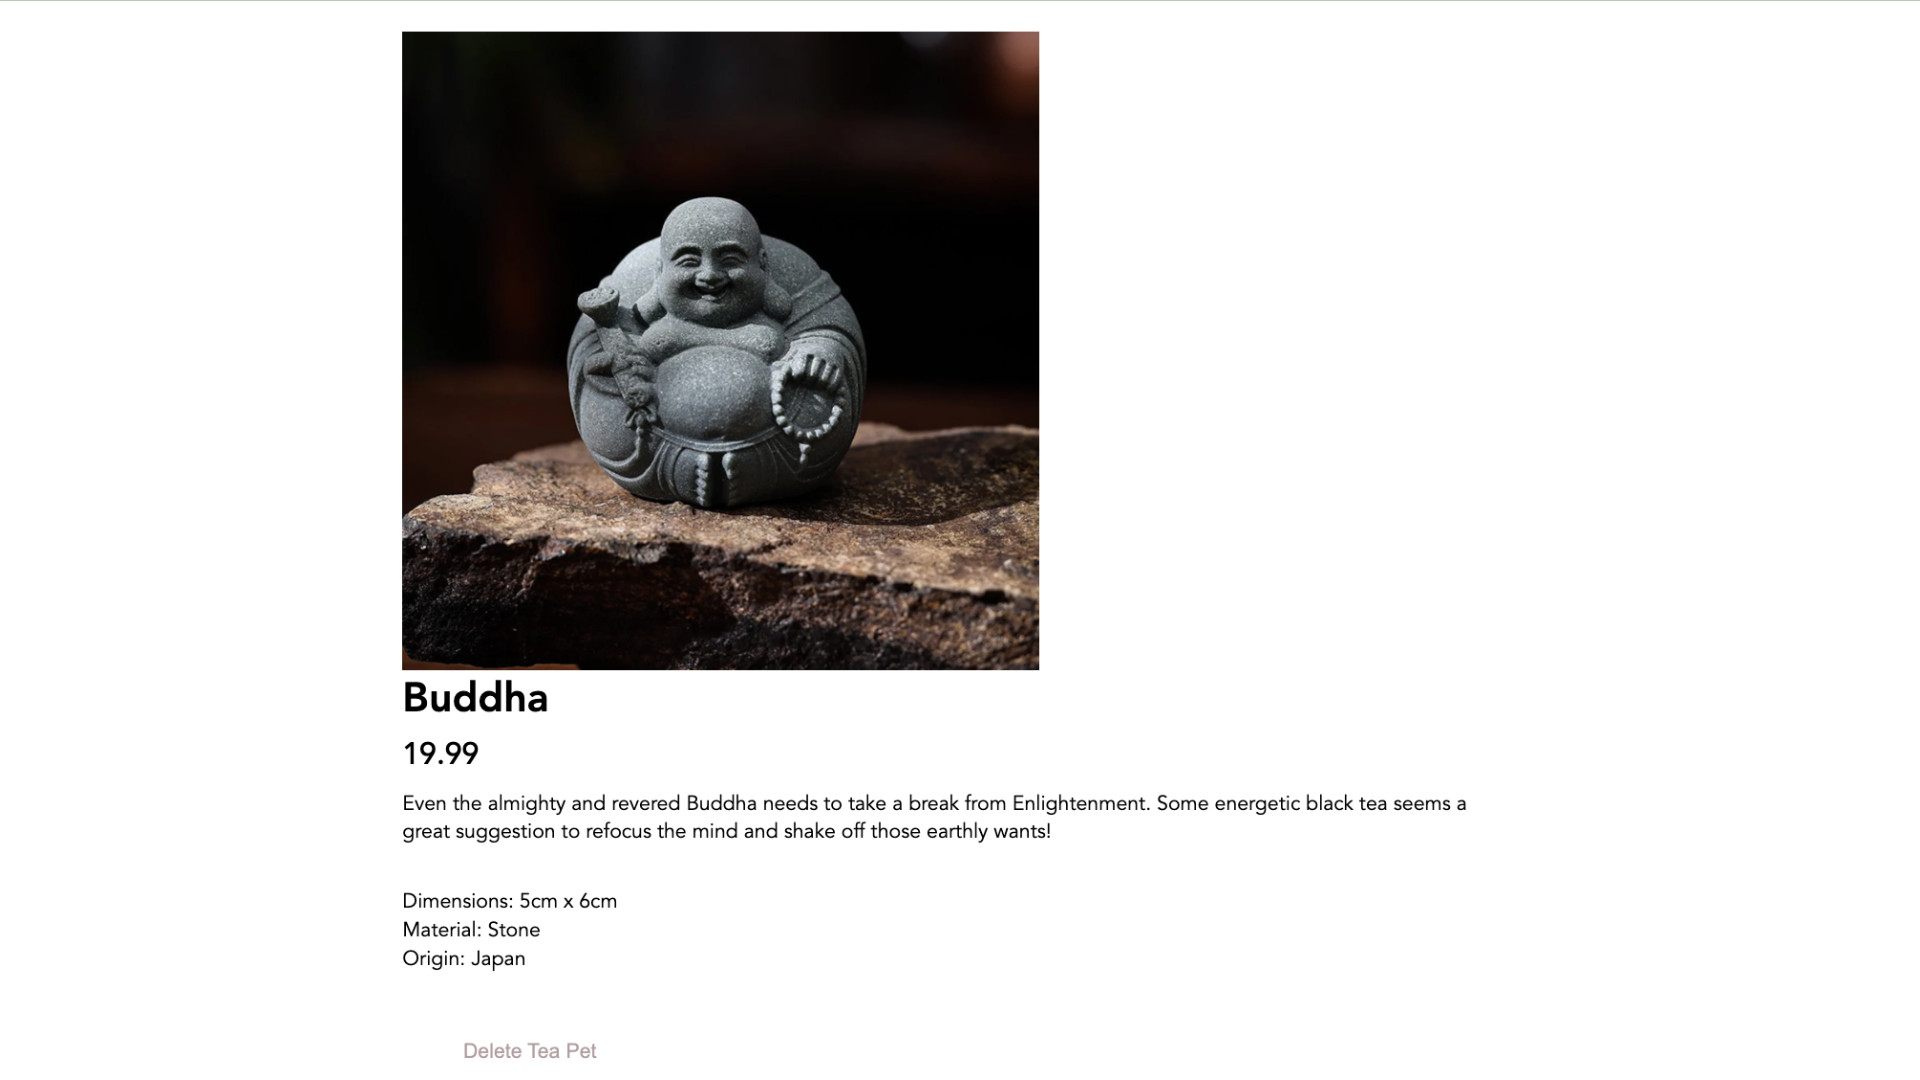 Buddha
19.99
Even the almighty and revered Buddha needs to take a break from Enlightenment. Some energetic black tea seems a
great suggestion to refocus the mind and shake off those earthly wants!
Dimensions: 5cm x 6cm
Material: Stone
Origin: Japan
Delete Tea Pet